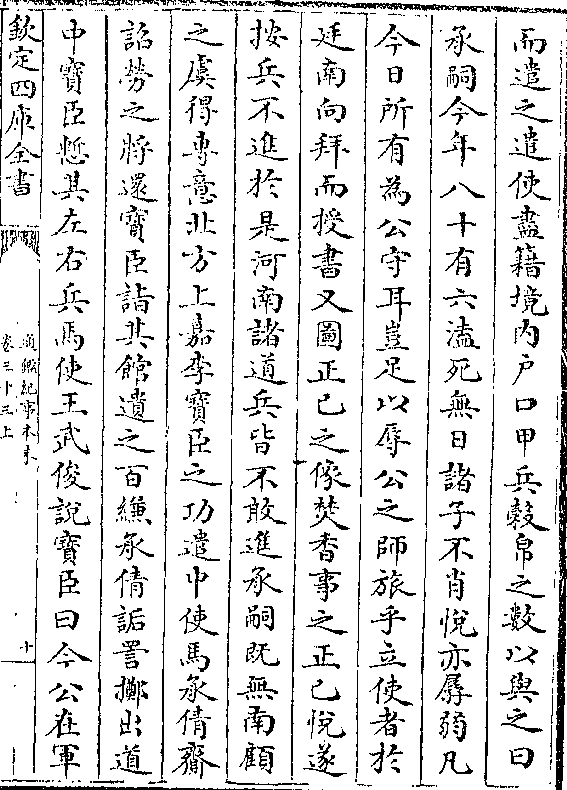 而遣之遣使盡籍境内户口甲兵穀帛之數以與之曰
承嗣今年八十有六溘死無日諸子不肖悦亦孱弱凡
今日所有為公守耳豈足以辱公之師旅乎立使者於
廷南向拜而授書又圖正已之像焚香事之正已悦遂
按兵不進於是河南諸道兵皆不敢進承嗣既無南顧
之虞得專意北方上嘉李寶臣之功遣中使馬承倩齎
詔勞之將還寶臣詣其館遺之百縑承倩詬詈擲出道
中寶臣慙其左右兵馬使王武俊說寶臣曰今公在軍
欽定四庫全書
通鑑紀事本末
卷三十三上
十